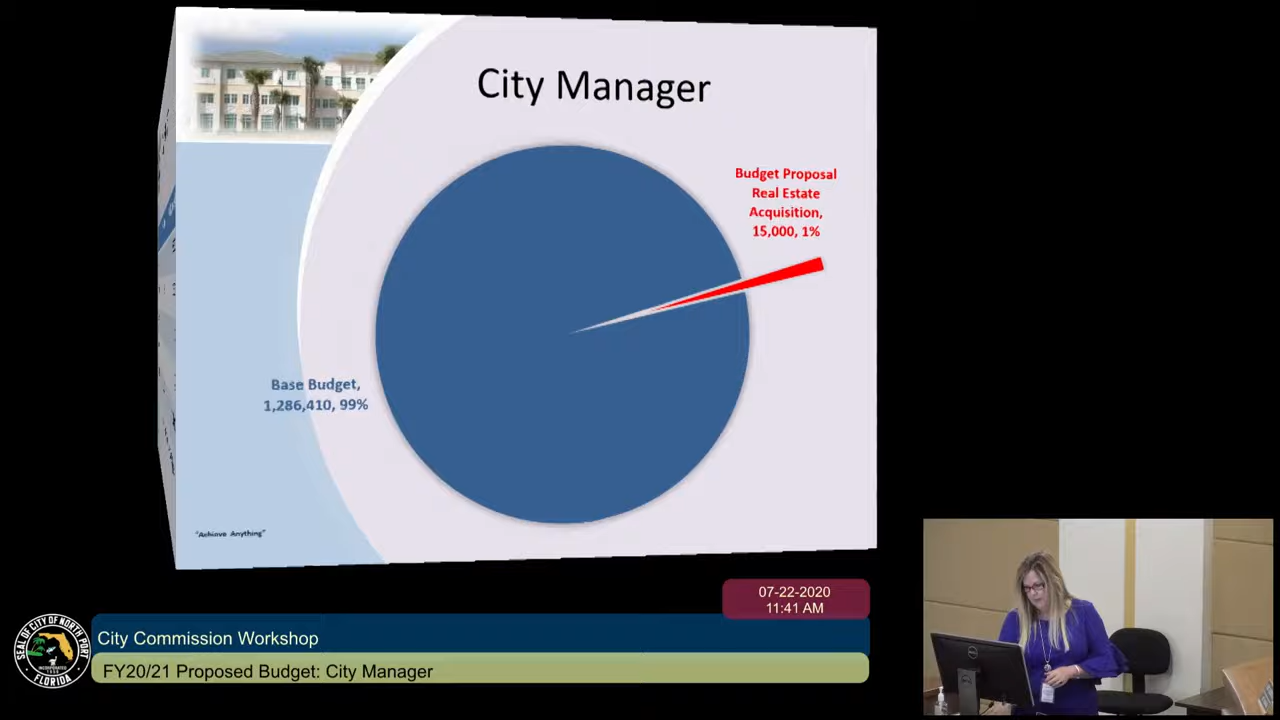 City Manager
Budget Proposal
Real Estate
Acquisition,
15,000, 1%
Base Budget,
1,286,410, 99%
"Achieve Anything"
07-22-2020
11:41 AM
City Commission Workshop
FY20/21 Proposed Budget: City Manager
SEAL OF CITY OF NORTH PORT
INCORPORATED
FLORIDA
DELL